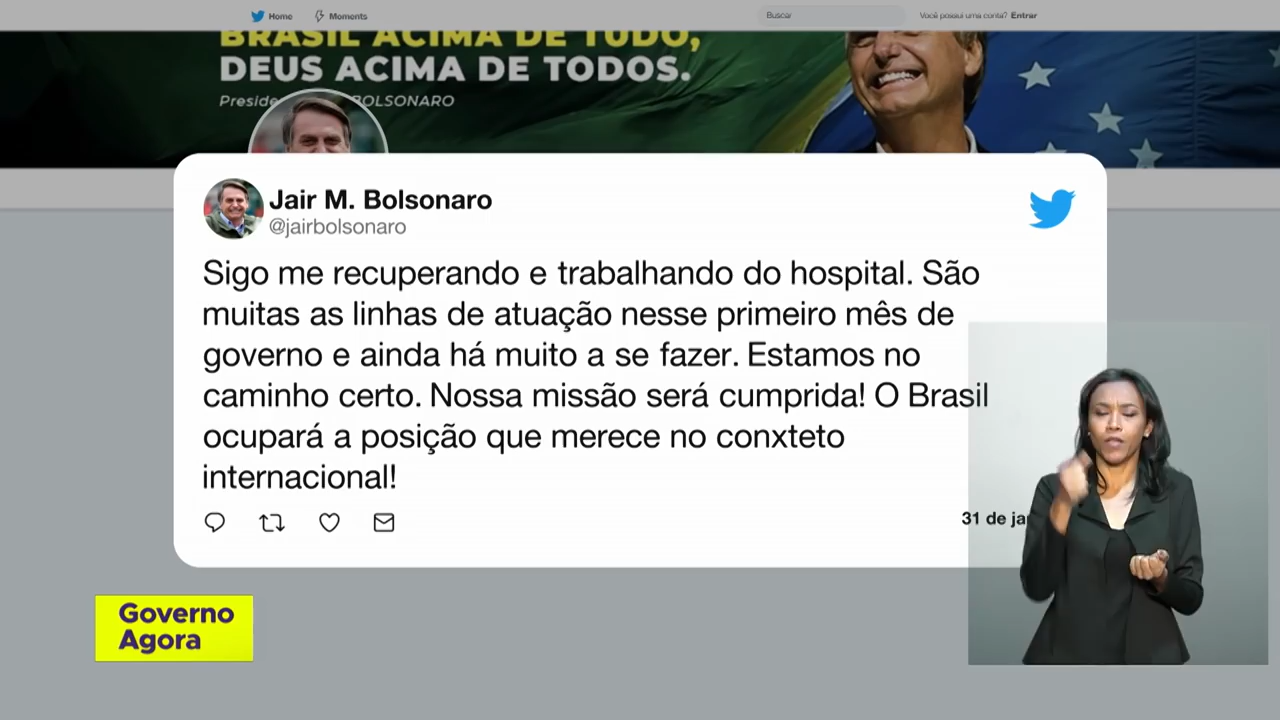 Home
Moments
Buscar
Você possui uma conta? Entrar
BRASIL ACIMA DE TUDO,
DEUS ACIMA DE TODOS.
Preside BOLSONARO
Jair M. Bolsonaro
@jairbolsonaro
Sigo me recuperando e trabalhando do hospital. São
muitas as linhas de atuação nesse primeiro mês de
governo e ainda há muito a se fazer. Estamos no
caminho certo. Nossa missão será cumprida! O Brasil
ocupará a posição que merece no conxteto
internacional!
31 de ja
Governo
Agora